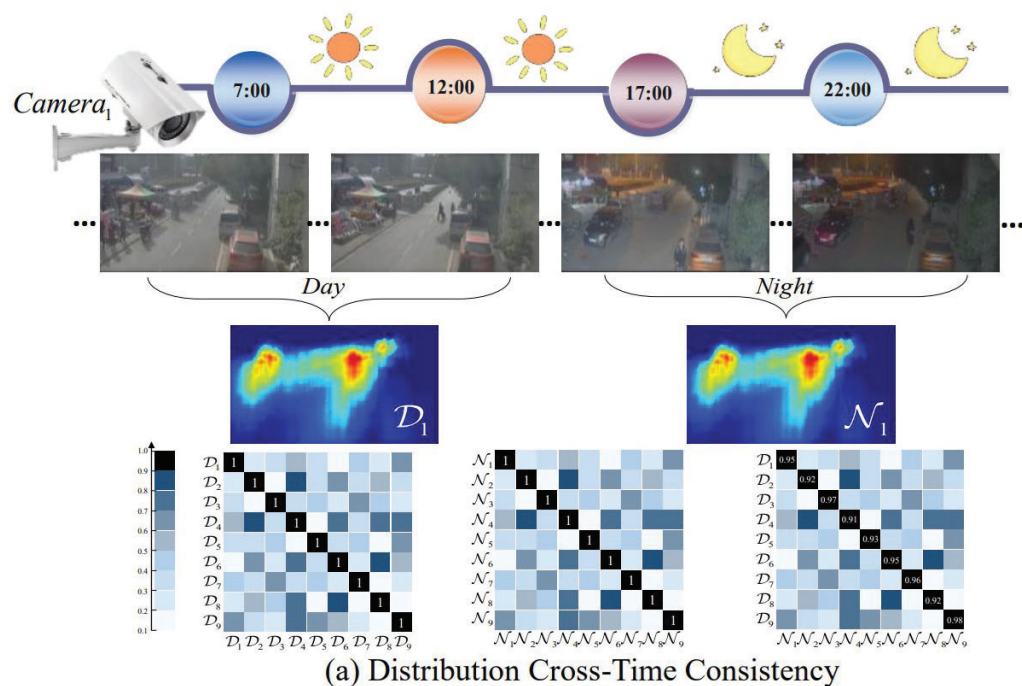 7:00 12:00 17:00 22:00
Camera1
Day Night
𝒟1 𝒩1
1.0
0.9
0.8
0.7
0.6
0.5
0.4
0.3
0.2
0.1
𝒟1 1
𝒟2 1
𝒟3 1
𝒟4 1
𝒟5 1
𝒟6 1
𝒟7 1
𝒟8 1
𝒟9 1
𝒟1 𝒟2 𝒟3 𝒟4 𝒟5 𝒟6 𝒟7 𝒟8 𝒟9
𝒩1 1
𝒩2 1
𝒩3 1
𝒩4 1
𝒩5 1
𝒩6 1
𝒩7 1
𝒩8 1
𝒩9 1
𝒩1 𝒩2 𝒩3 𝒩4 𝒩5 𝒩6 𝒩7 𝒩8 𝒩9
𝒟1 0.95
𝒟2 0.92
𝒟3 0.97
𝒟4 0.91
𝒟5 0.93
𝒟6 0.95
𝒟7 0.96
𝒟8 0.92
𝒟9 0.98
𝒩1 𝒩2 𝒩3 𝒩4 𝒩5 𝒩6 𝒩7 𝒩8 𝒩9
(a) Distribution Cross-Time Consistency